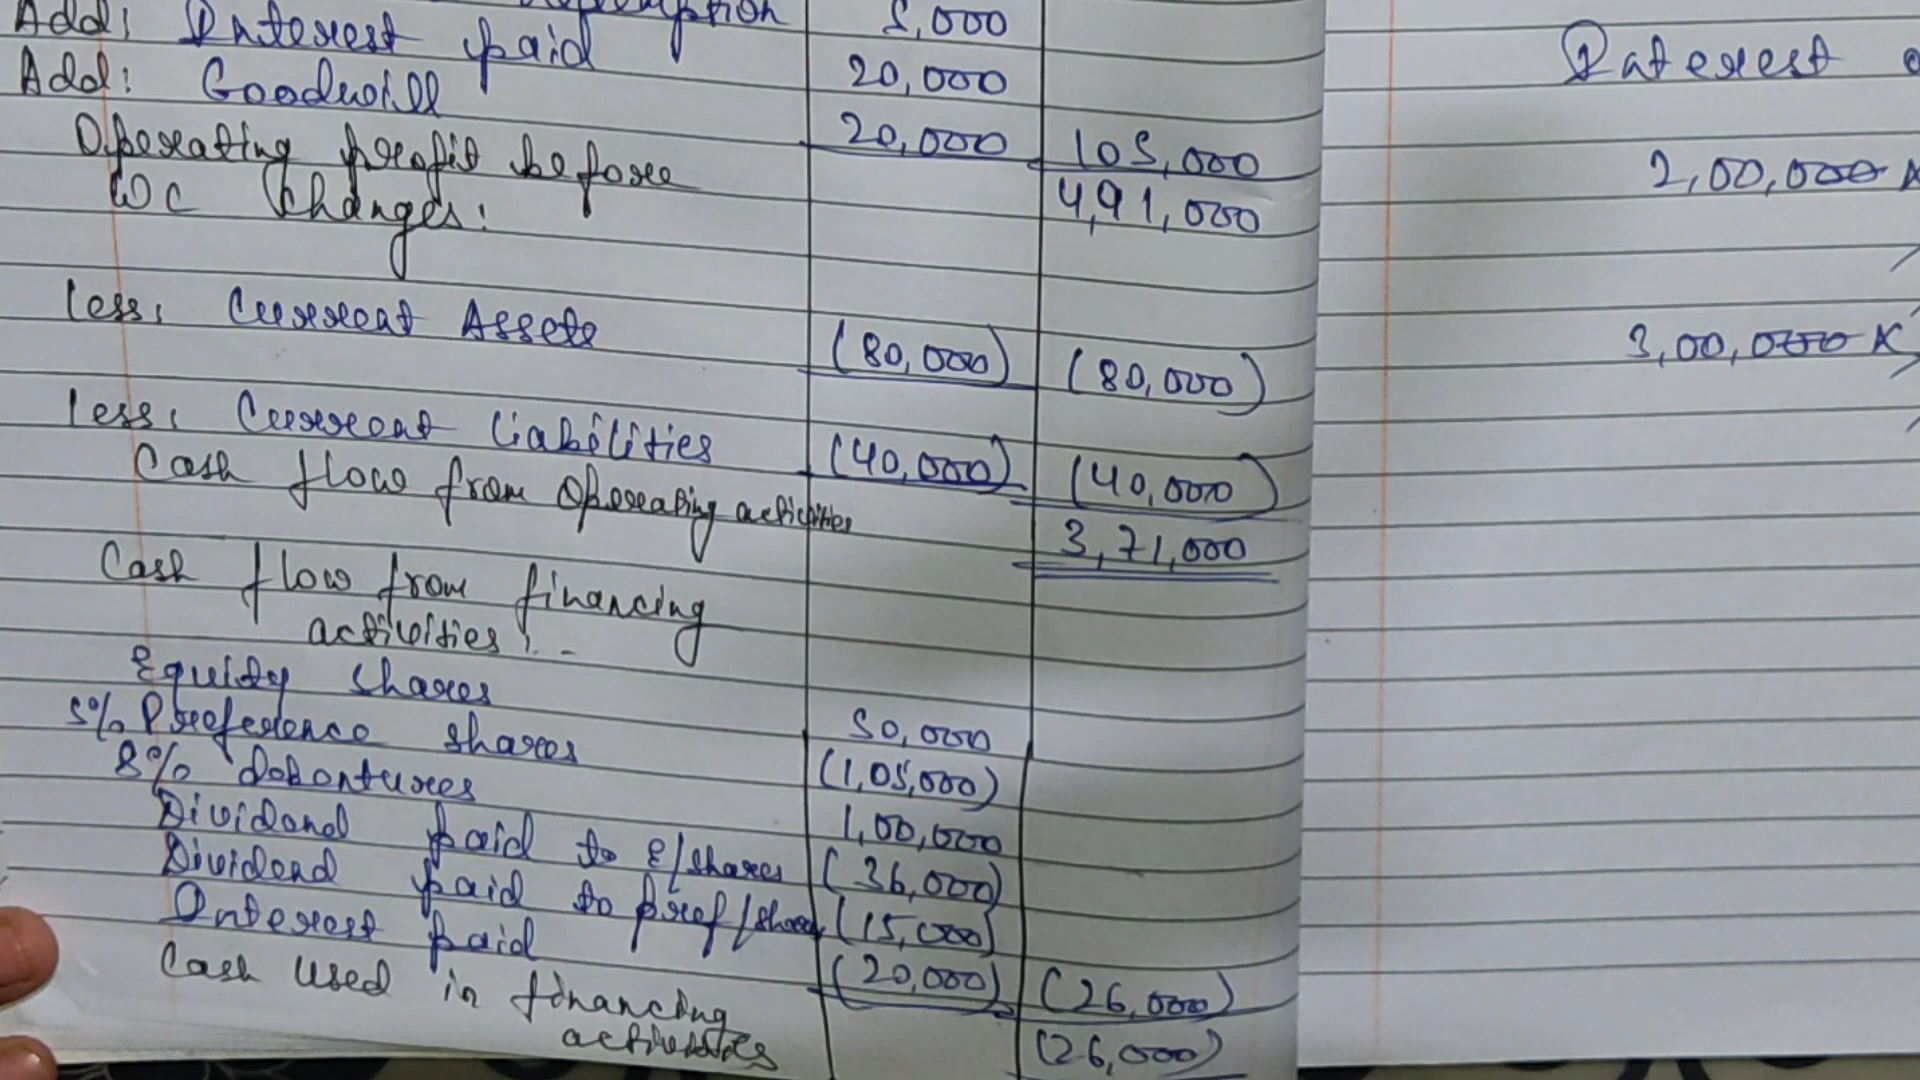 Redemption 5,000
Add: Interest paid 20,000
Add: Goodwill 20,000 105,000
Operating profit before 4,91,000
WC Changes:
less: Current Assets (80,000) (80,000)
less: Current liabilities (40,000) (40,000)
Cash flow from Operating activities 3,71,000
Cash flow from financing
activities:-
Equity shares 50,000
5% Preference shares (1,05,000)
8% debentures 1,00,000
Dividend paid to E/shares (36,000)
Dividend paid to pref/share (15,000)
Interest paid (20,000) (26,000)
Cash used in financing (26,000)
activities
Interest
2,00,000 x
3,00,000 x